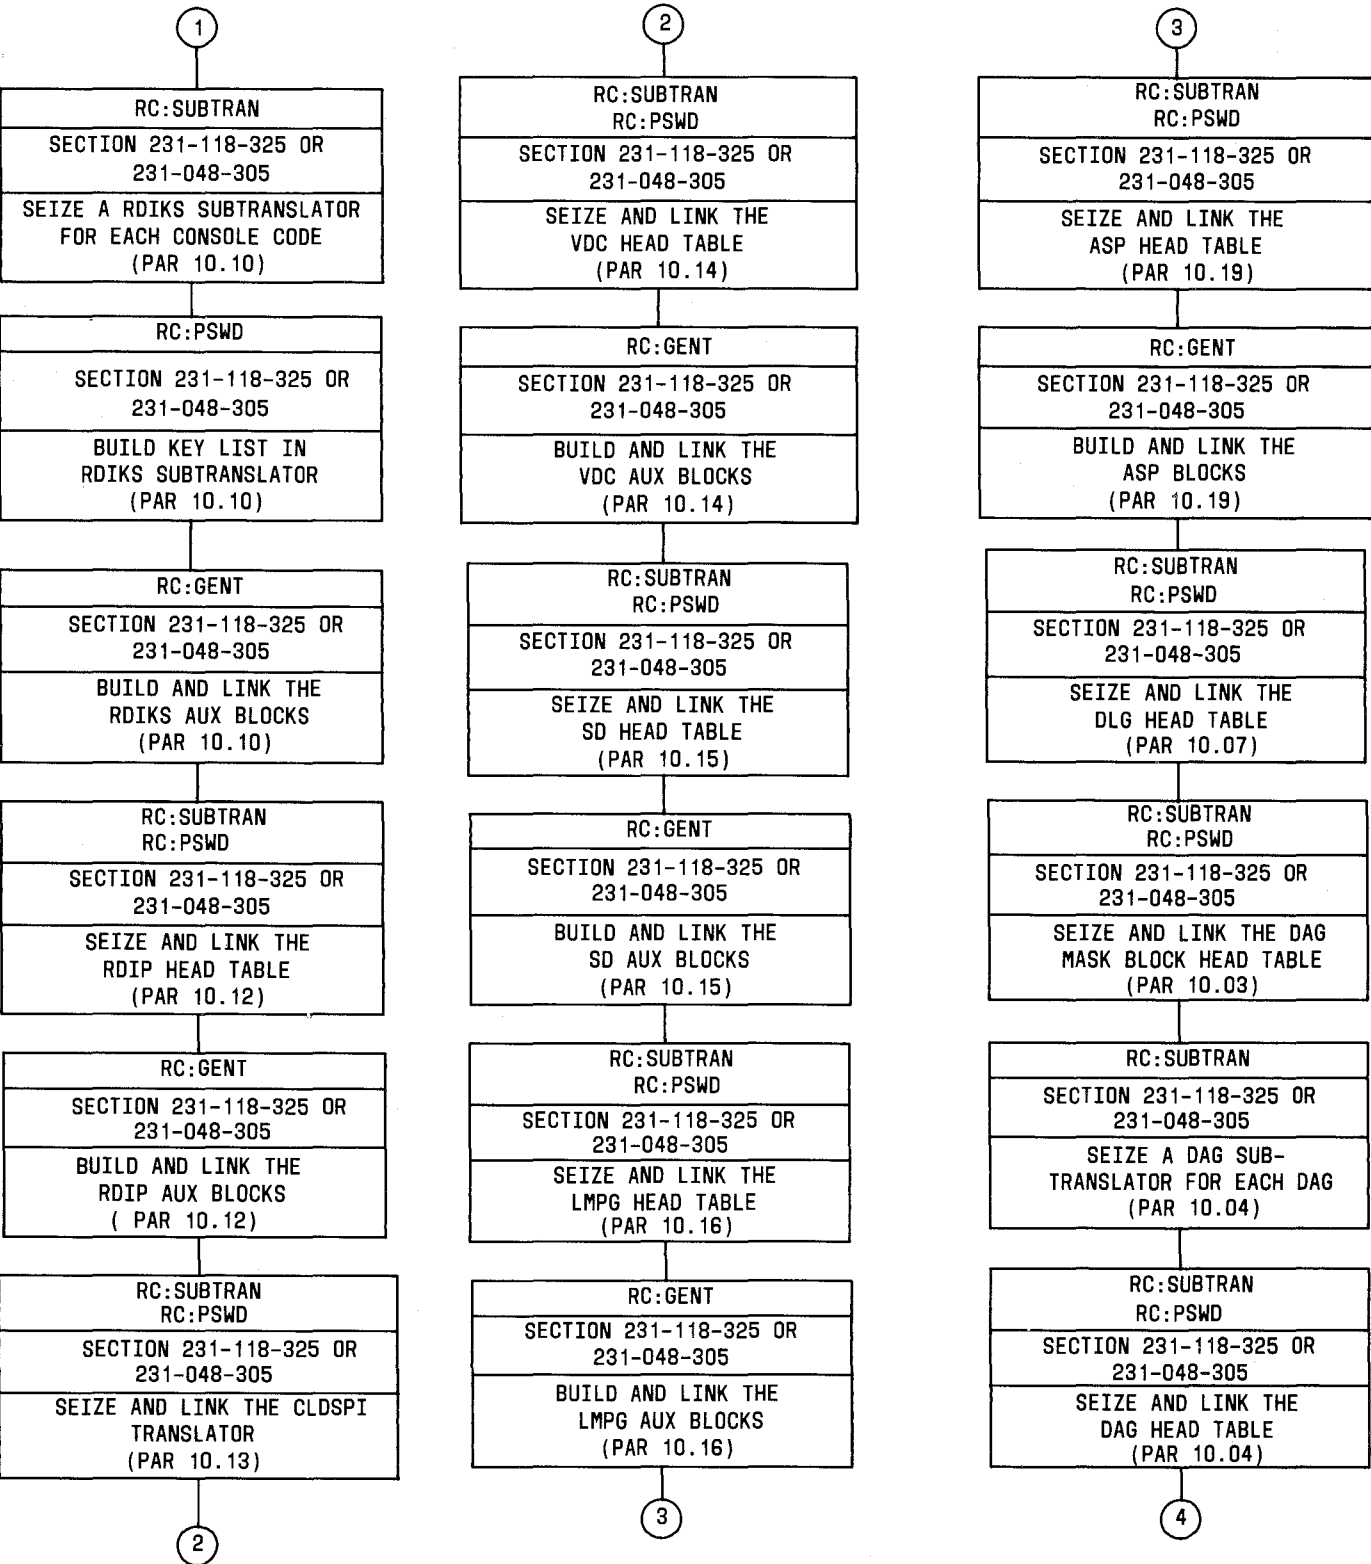 1
RC:SUBTRAN
SECTION 231-118-325 OR
231-048-305
SEIZE A RDIKS SUBTRANSLATOR
FOR EACH CONSOLE CODE
(PAR 10.10)
RC:PSWD
SECTION 231-118-325 OR
231-048-305
BUILD KEY LIST IN
RDIKS SUBTRANSLATOR
(PAR 10.10)
RC:GENT
SECTION 231-118-325 OR
231-048-305
BUILD AND LINK THE
RDIKS AUX BLOCKS
(PAR 10.10)
RC:SUBTRAN
RC:PSWD
SECTION 231-118-325 OR
231-048-305
SEIZE AND LINK THE
RDIP HEAD TABLE
(PAR 10.12)
RC:GENT
SECTION 231-118-325 OR
231-048-305
BUILD AND LINK THE
RDIP AUX BLOCKS
( PAR 10.12)
RC:SUBTRAN
RC:PSWD
SECTION 231-118-325 OR
231-048-305
SEIZE AND LINK THE CLDSPI
TRANSLATOR
(PAR 10.13)
2
2
RC:SUBTRAN
RC:PSWD
SECTION 231-118-325 OR
231-048-305
SEIZE AND LINK THE
VDC HEAD TABLE
(PAR 10.14)
RC:GENT
SECTION 231-118-325 OR
231-048-305
BUILD AND LINK THE
VDC AUX BLOCKS
(PAR 10.14)
RC:SUBTRAN
RC:PSWD
SECTION 231-118-325 OR
231-048-305
SEIZE AND LINK THE
SD HEAD TABLE
(PAR 10.15)
RC:GENT
SECTION 231-118-325 OR
231-048-305
BUILD AND LINK THE
SD AUX BLOCKS
(PAR 10.15)
RC:SUBTRAN
RC:PSWD
SECTION 231-118-325 OR
231-048-305
SEIZE AND LINK THE
LMPG HEAD TABLE
(PAR 10.16)
RC:GENT
SECTION 231-118-325 OR
231-048-305
BUILD AND LINK THE
LMPG AUX BLOCKS
(PAR 10.16)
3
3
RC:SUBTRAN
RC:PSWD
SECTION 231-118-325 OR
231-048-305
SEIZE AND LINK THE
ASP HEAD TABLE
(PAR 10.19)
RC:GENT
SECTION 231-118-325 OR
231-048-305
BUILD AND LINK THE
ASP BLOCKS
(PAR 10.19)
RC:SUBTRAN
RC:PSWD
SECTION 231-118-325 OR
231-048-305
SEIZE AND LINK THE
DLG HEAD TABLE
(PAR 10.07)
RC:SUBTRAN
RC:PSWD
SECTION 231-118-325 OR
231-048-305
SEIZE AND LINK THE DAG
MASK BLOCK HEAD TABLE
(PAR 10.03)
RC:SUBTRAN
SECTION 231-118-325 OR
231-048-305
SEIZE A DAG SUB-
TRANSLATOR FOR EACH DAG
(PAR 10.04)
RC:SUBTRAN
RC:PSWD
SECTION 231-118-325 OR
231-048-305
SEIZE AND LINK THE
DAG HEAD TABLE
(PAR 10.04)
4